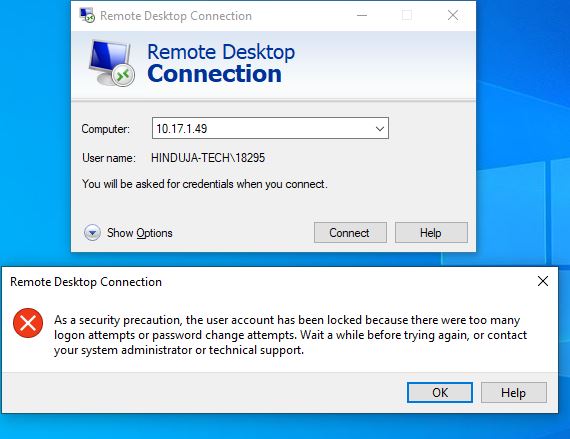 Remote Desktop Connection
Remote Desktop
Connection
Computer:
10.17.1.49
User name:
HINDUJA-TECH\18295
You will be asked for credentials when you connect.
Show Options
Connect
Help
Remote Desktop Connection
As a security precaution, the user account has been locked because there were too many
logon attempts or password change attempts. Wait a while before trying again, or contact
your system administrator or technical support.
OK
Help